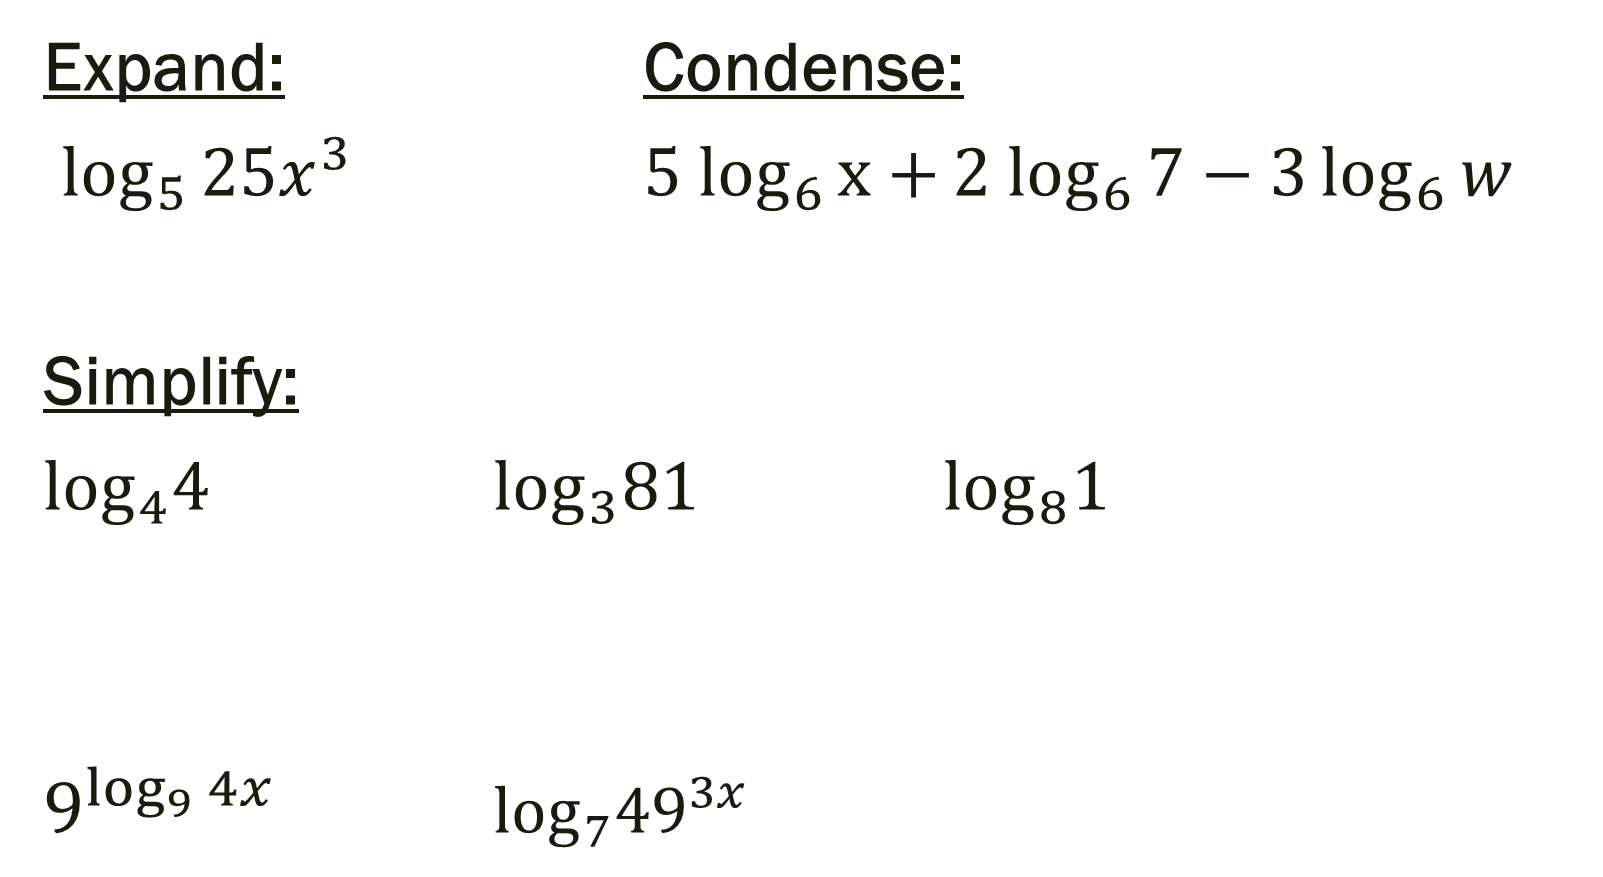 Expand: Condense:
log₅ 25x³ 5 log₆ x + 2 log₆ 7 − 3 log₆ w
Simplify:
log₄4 log₃81 log₈1
9^(log₉ 4x) log₇49^(3x)